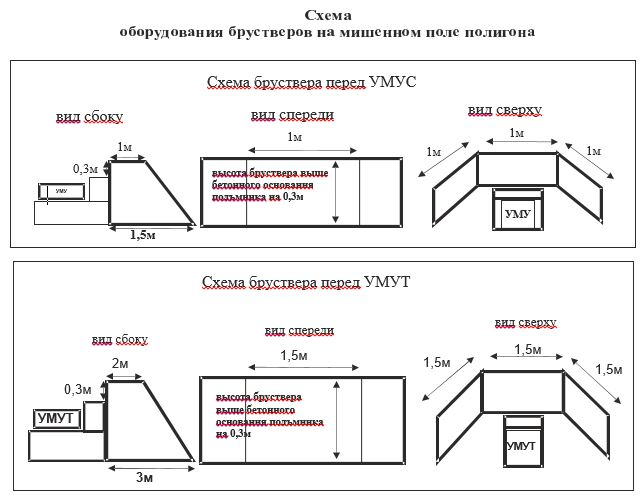 Схема
оборудования брустверов на мишенном поле полигона
Схема бруствера перед УМУС
вид сбоку
вид спереди
вид сверху
1м
1м
1м
1м
1м
0,3м
высота бруствера выше
бетонного основания
подъмника на 0,3м
УМУ
УМУ
1,5м
Схема бруствера перед УМУТ
вид сбоку
вид спереди
вид сверху
2м
1,5м
1,5м
1,5м
1,5м
0,3м
высота бруствера
выше бетонного
основания подъмника
на 0,3м
УМУТ
УМУТ
3м